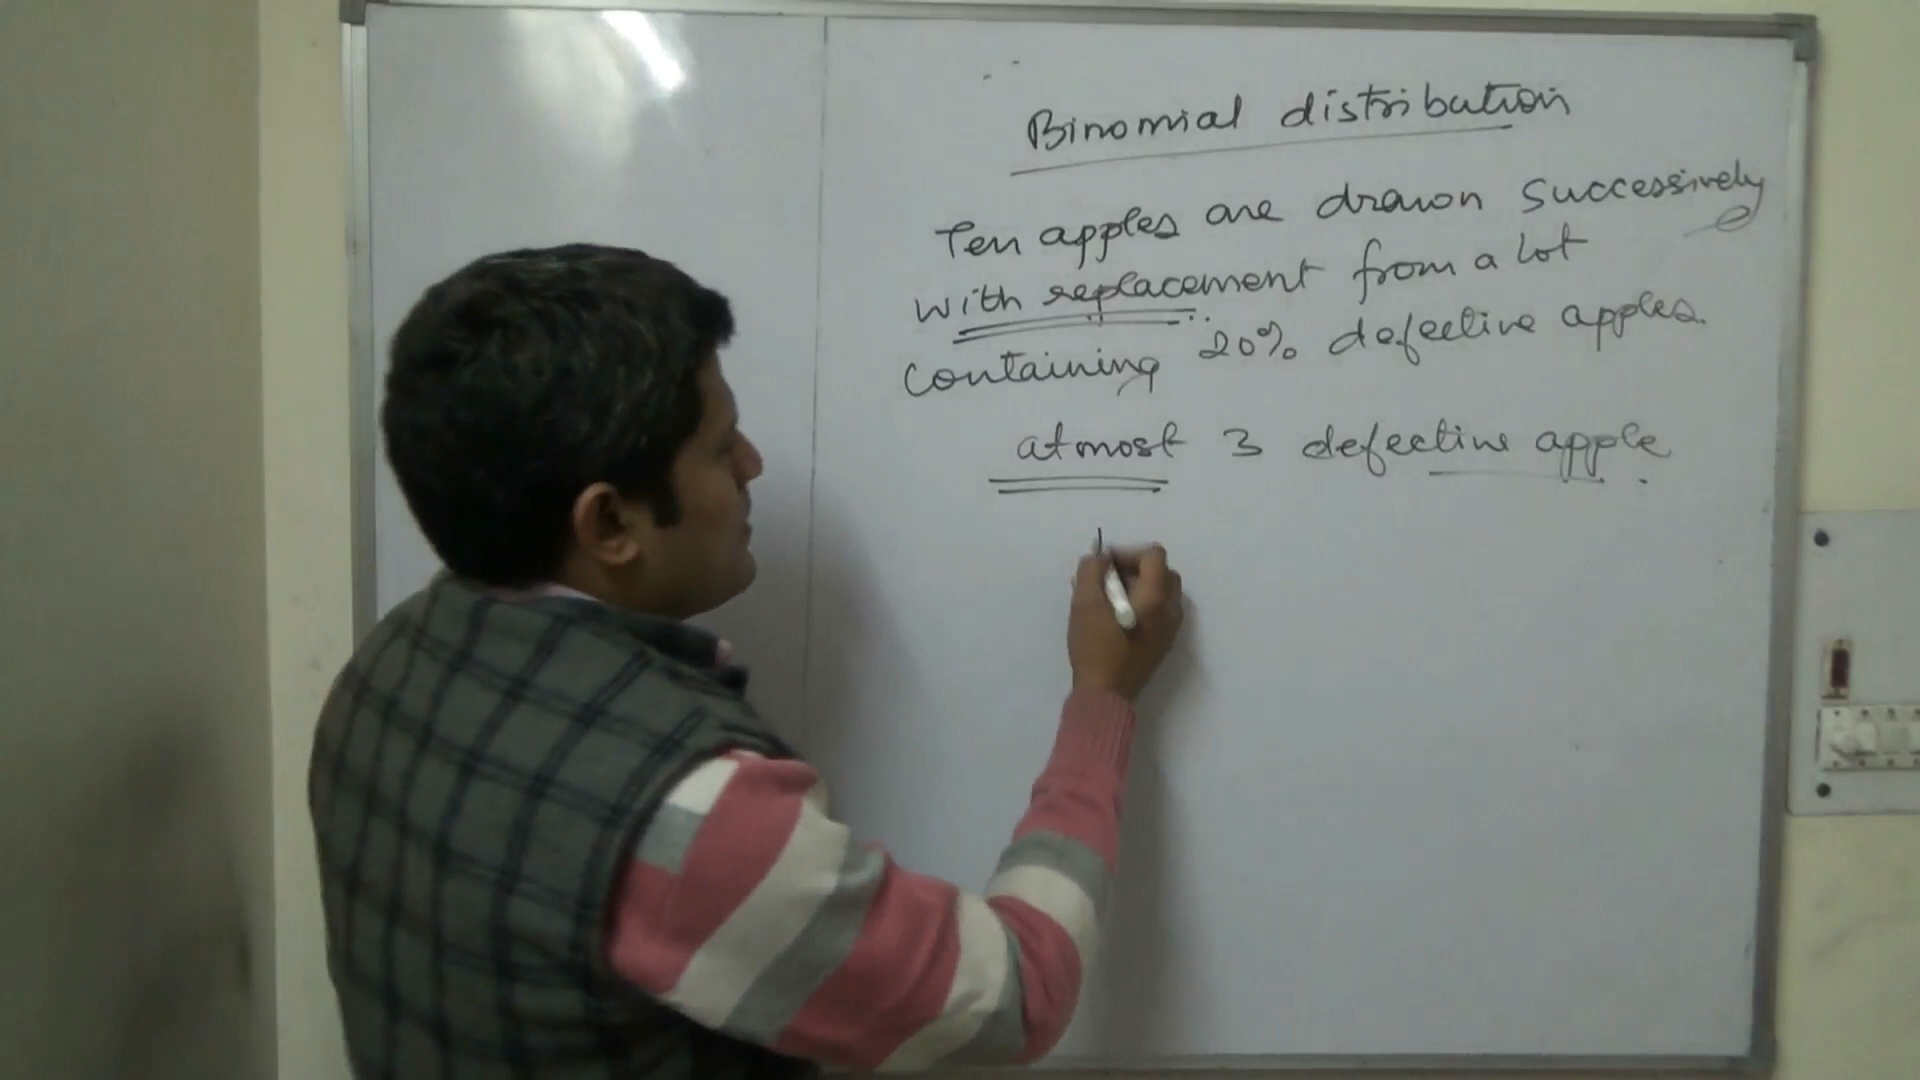 Binomial distribution
Ten apples are drawn successively
with replacement from a lot
containing 20% defective apples.
atmost 3 defective apple